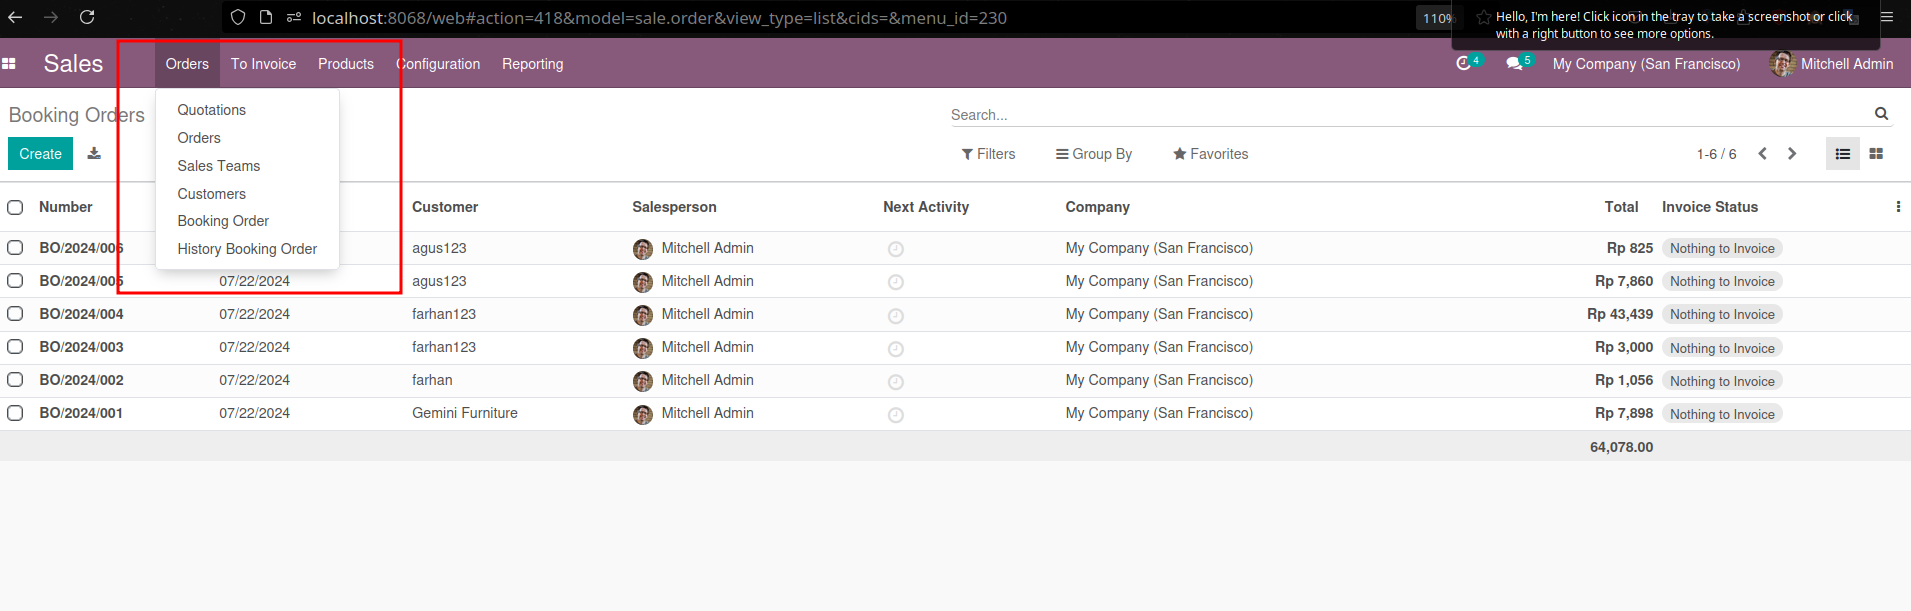 localhost:8068/web#action=418&model=sale.order&view_type=list&cids=&menu_id=230
110%
Hello, I'm here! Click icon in the tray to take a screenshot or click
with a right button to see more options.
Sales Orders To Invoice Products Configuration Reporting 4 5 My Company (San Francisco) Mitchell Admin
Booking Orders
Search...
Create
Filters Group By Favorites 1-6 / 6
Quotations
Orders
Sales Teams
Customers
Booking Order
History Booking Order
Number Customer Salesperson Next Activity Company Total Invoice Status
BO/2024/006 agus123 Mitchell Admin My Company (San Francisco) Rp 825 Nothing to Invoice
BO/2024/005 07/22/2024 agus123 Mitchell Admin My Company (San Francisco) Rp 7,860 Nothing to Invoice
BO/2024/004 07/22/2024 farhan123 Mitchell Admin My Company (San Francisco) Rp 43,439 Nothing to Invoice
BO/2024/003 07/22/2024 farhan123 Mitchell Admin My Company (San Francisco) Rp 3,000 Nothing to Invoice
BO/2024/002 07/22/2024 farhan Mitchell Admin My Company (San Francisco) Rp 1,056 Nothing to Invoice
BO/2024/001 07/22/2024 Gemini Furniture Mitchell Admin My Company (San Francisco) Rp 7,898 Nothing to Invoice
64,078.00